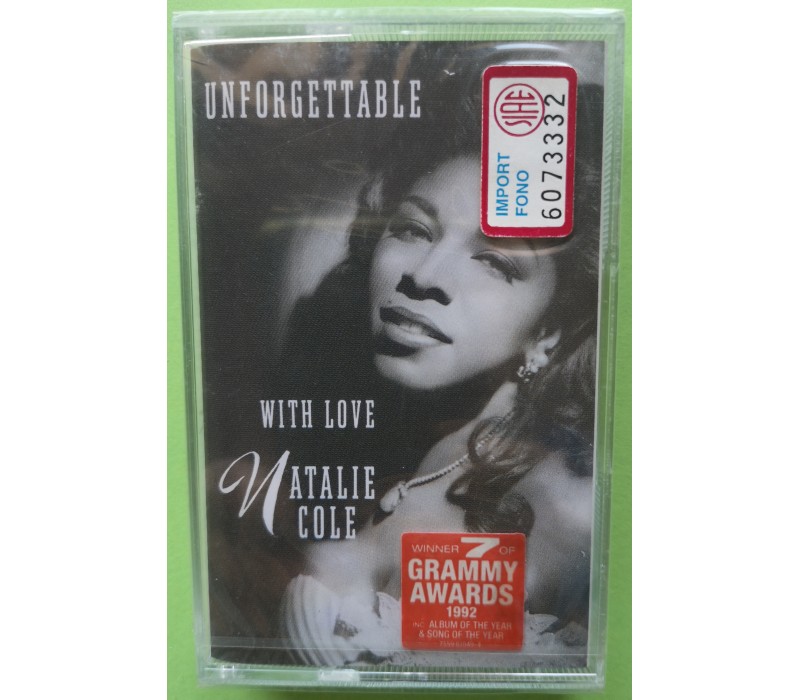 UNFORGETTABLE
SIAE
IMPORT
FONO
6073332
WITH LOVE
NATALIE
COLE
WINNER 7 OF
GRAMMY
AWARDS
1992
INC. ALBUM OF THE YEAR
& SONG OF THE YEAR